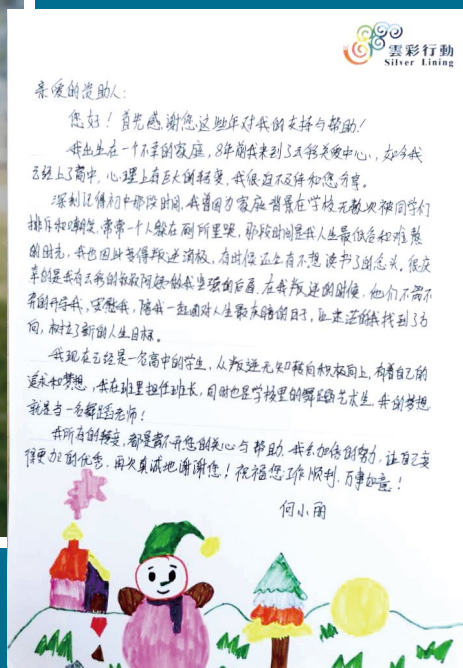 雲彩行動
Silver Lining
亲爱的资助人：
您好！首先感谢您这些年对我的支持与帮助！
我出生在一个不幸的家庭，8年前我来到了云彩关爱中心，如今我
已经上了高中，心理上有巨大的转变，我很迫不及待和您分享。
深刻记得初中那段时间，我曾因为家庭背景在学校无数次被同学们
排斥和嘲笑，常常一个人躲在厕所里哭，那段时间是我人生最低危和难熬
的时光，我也因此变得叛逆消极，有时候还生有不想读书了的念头。很庆
幸的是我有云彩的叔叔阿姨做我坚强的后盾，在我叛逆的时候，他们不离不
弃的开导我，安慰我，陪我一起面对人生最灰暗的日子，让迷茫的我找到了方
向，树立了新的人生目标。
我现在已经是一名高中的学生，从叛逆无知转向积极向上，有着自己的
追求和梦想，我在班里担任班长，同时也是学校里的舞蹈艺术生，我的梦想
就是当一名舞蹈老师！
我所有的转变，都是离不开您的关心与帮助，我会加倍的努力，让自己变
得更加的优秀，再次真诚地谢谢您！祝福您工作顺利，万事如意！
何小丽